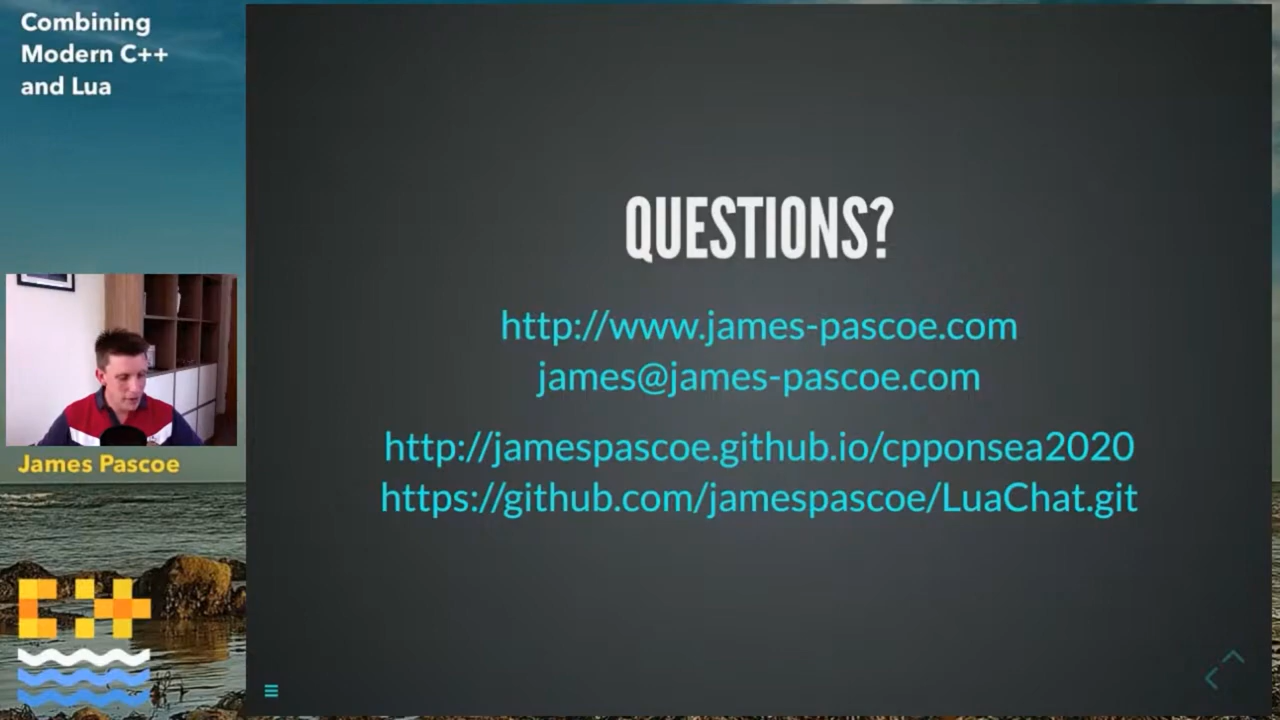 Combining
Modern C++
and Lua
QUESTIONS?
http://www.james-pascoe.com
james@james-pascoe.com
http://jamespascoe.github.io/cpponsea2020
https://github.com/jamespascoe/LuaChat.git
James Pascoe
C++